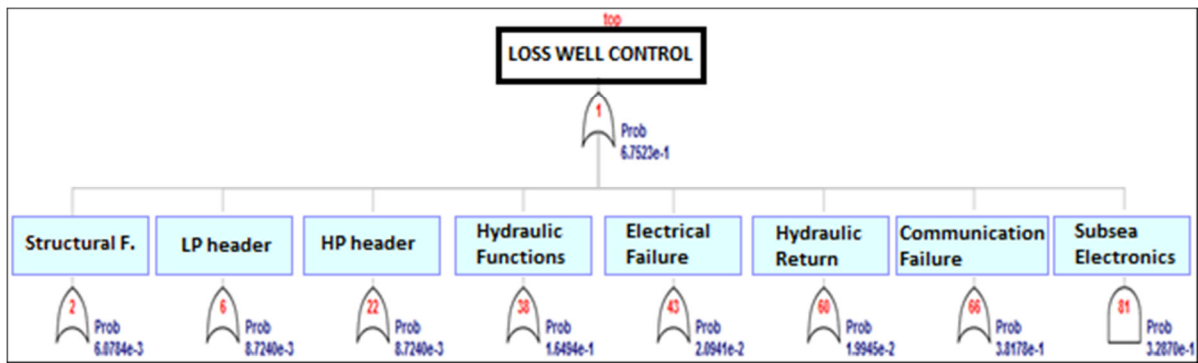 top
LOSS WELL CONTROL
1
Prob
6.7523e-1
Structural F.
LP header
HP header
Hydraulic
Functions
Electrical
Failure
Hydraulic
Return
Communication
Failure
Subsea
Electronics
2
Prob
6.0784e-3
6
Prob
8.7240e-3
22
Prob
8.7240e-3
38
Prob
1.6494e-1
43
Prob
2.0941e-2
60
Prob
1.9945e-2
66
Prob
3.8178e-1
81
Prob
3.2870e-1